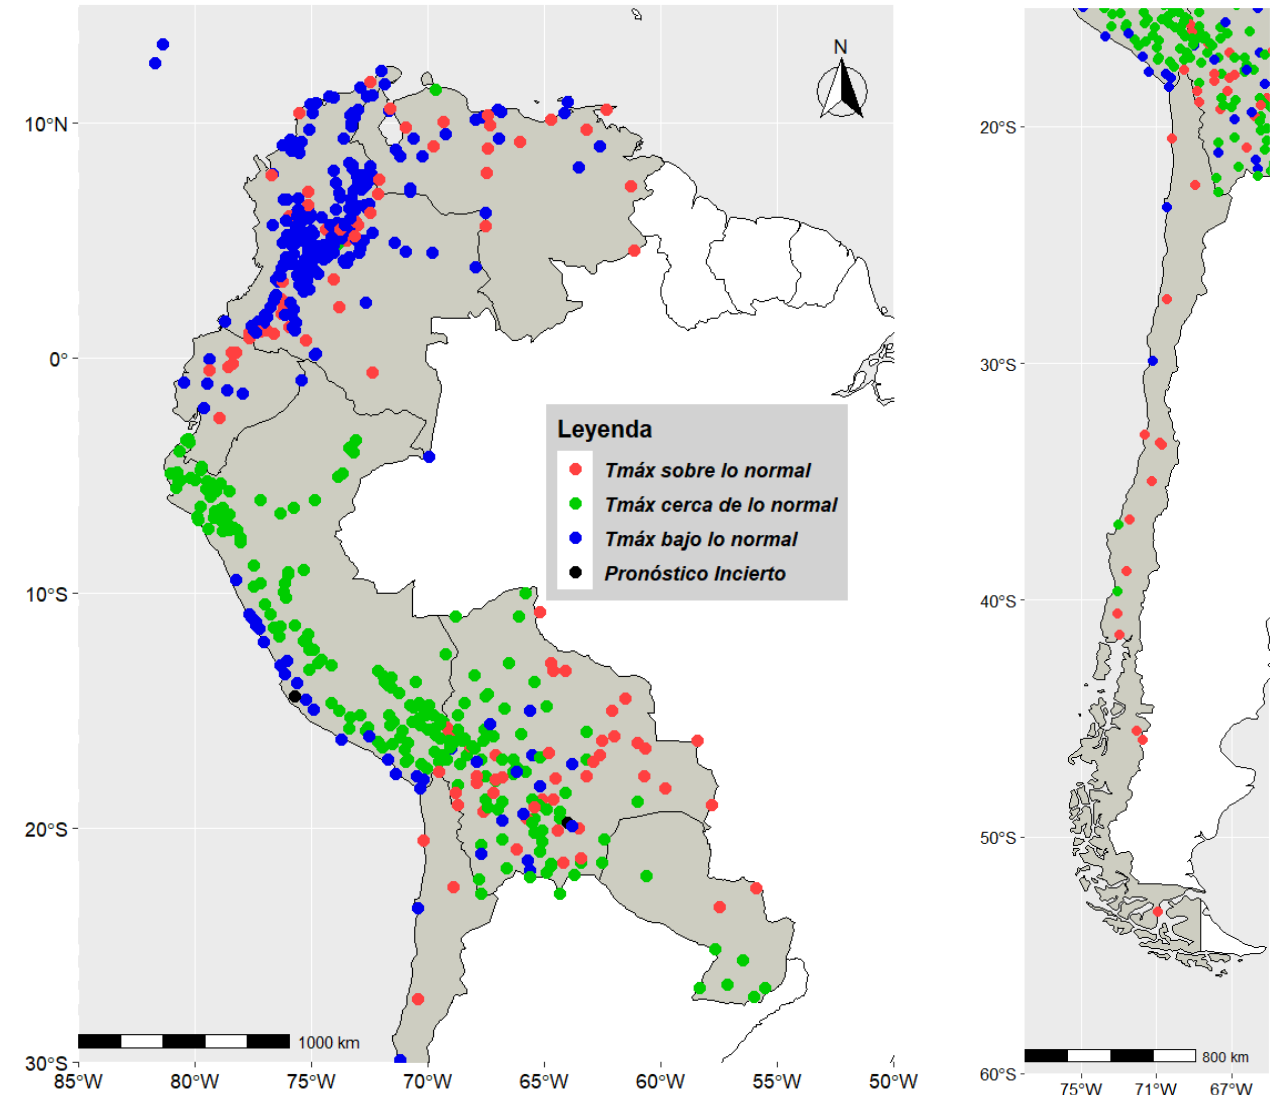 N
10°N
0°
10°S
20°S
30°S
85°W
80°W
75°W
70°W
65°W
60°W
55°W
50°W
1000 km
Leyenda
Tmáx sobre lo normal
Tmáx cerca de lo normal
Tmáx bajo lo normal
Pronóstico Incierto
20°S
30°S
40°S
50°S
60°S
75°W
71°W
67°W
800 km